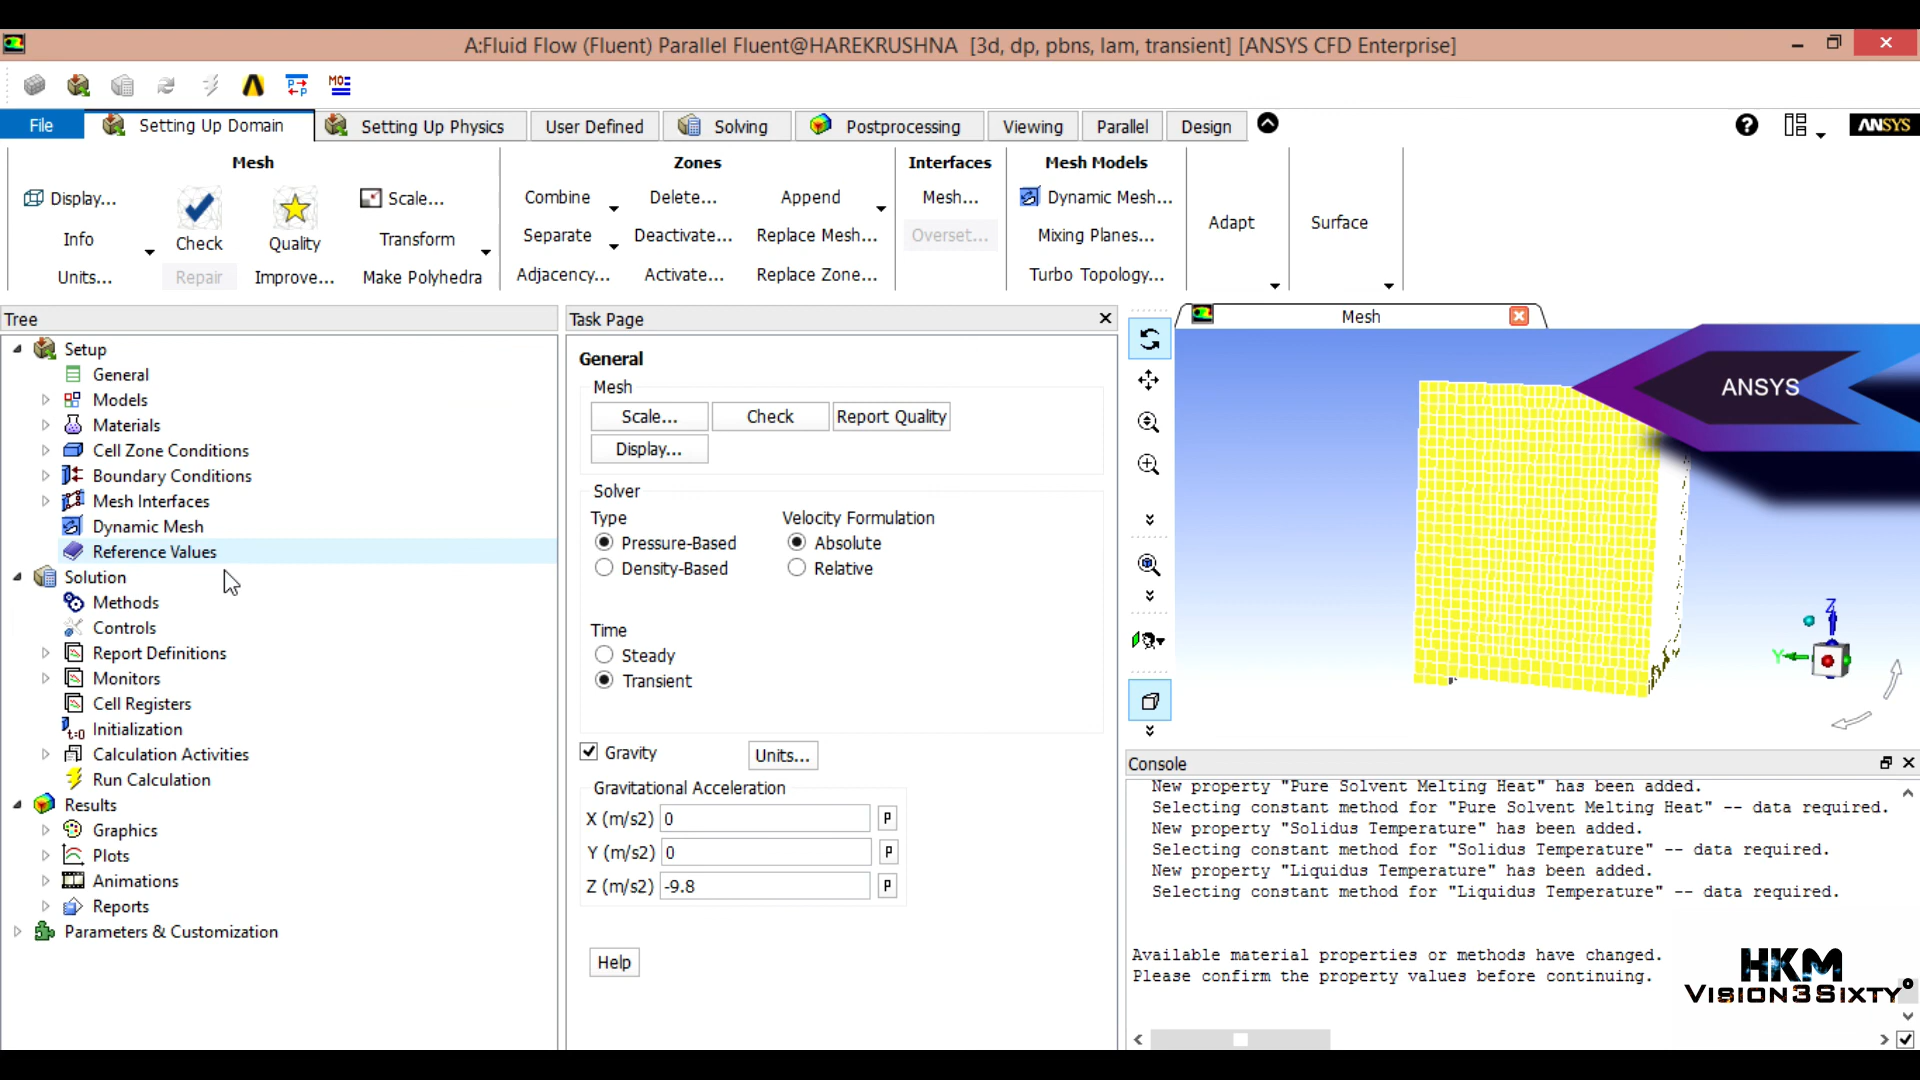 A:Fluid Flow (Fluent) Parallel Fluent@HAREKRUSHNA [3d, dp, pbns, lam, transient] [ANSYS CFD Enterprise]
File
Setting Up Domain
Setting Up Physics
User Defined
Solving
Postprocessing
Viewing
Parallel
Design
ANSYS
Mesh
Zones
Interfaces
Mesh Models
Display...
Info
Units...
Check
Repair
Quality
Improve...
Scale...
Transform
Make Polyhedra
Combine
Separate
Adjacency...
Delete...
Deactivate...
Activate...
Append
Replace Mesh...
Replace Zone...
Mesh...
Overset...
Dynamic Mesh...
Mixing Planes...
Turbo Topology...
Adapt
Surface
Tree
Setup
General
Models
Materials
Cell Zone Conditions
Boundary Conditions
Mesh Interfaces
Dynamic Mesh
Reference Values
Solution
Methods
Controls
Report Definitions
Monitors
Cell Registers
t=0 Initialization
Calculation Activities
Run Calculation
Results
Graphics
Plots
Animations
Reports
Parameters & Customization
Task Page
General
Mesh
Scale...
Check
Report Quality
Display...
Solver
Type
Velocity Formulation
Pressure-Based
Absolute
Density-Based
Relative
Time
Steady
Transient
Gravity
Units...
Gravitational Acceleration
X (m/s2) 0 P
Y (m/s2) 0 P
Z (m/s2) -9.8 P
Help
Mesh
ANSYS
Z
Y
Console
New property "Pure Solvent Melting Heat" has been added.
Selecting constant method for "Pure Solvent Melting Heat" -- data required.
New property "Solidus Temperature" has been added.
Selecting constant method for "Solidus Temperature" -- data required.
New property "Liquidus Temperature" has been added.
Selecting constant method for "Liquidus Temperature" -- data required.
Available material properties or methods have changed.
Please confirm the property values before continuing.
HKM
Vision3Sixty°